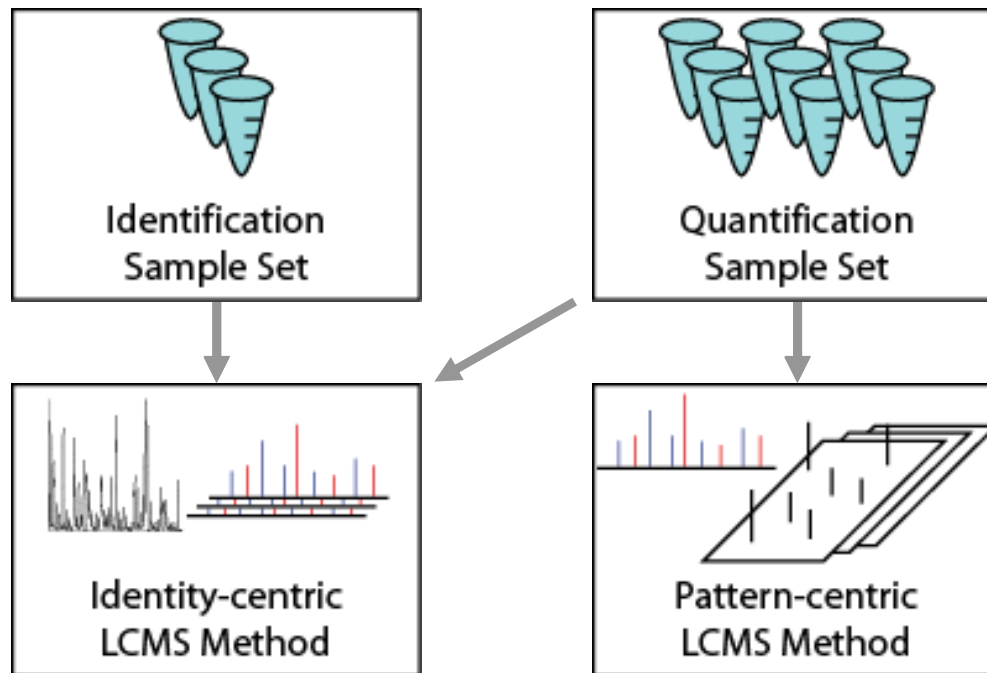 Identification
Sample Set
Quantification
Sample Set
Identity-centric
LCMS Method
Pattern-centric
LCMS Method